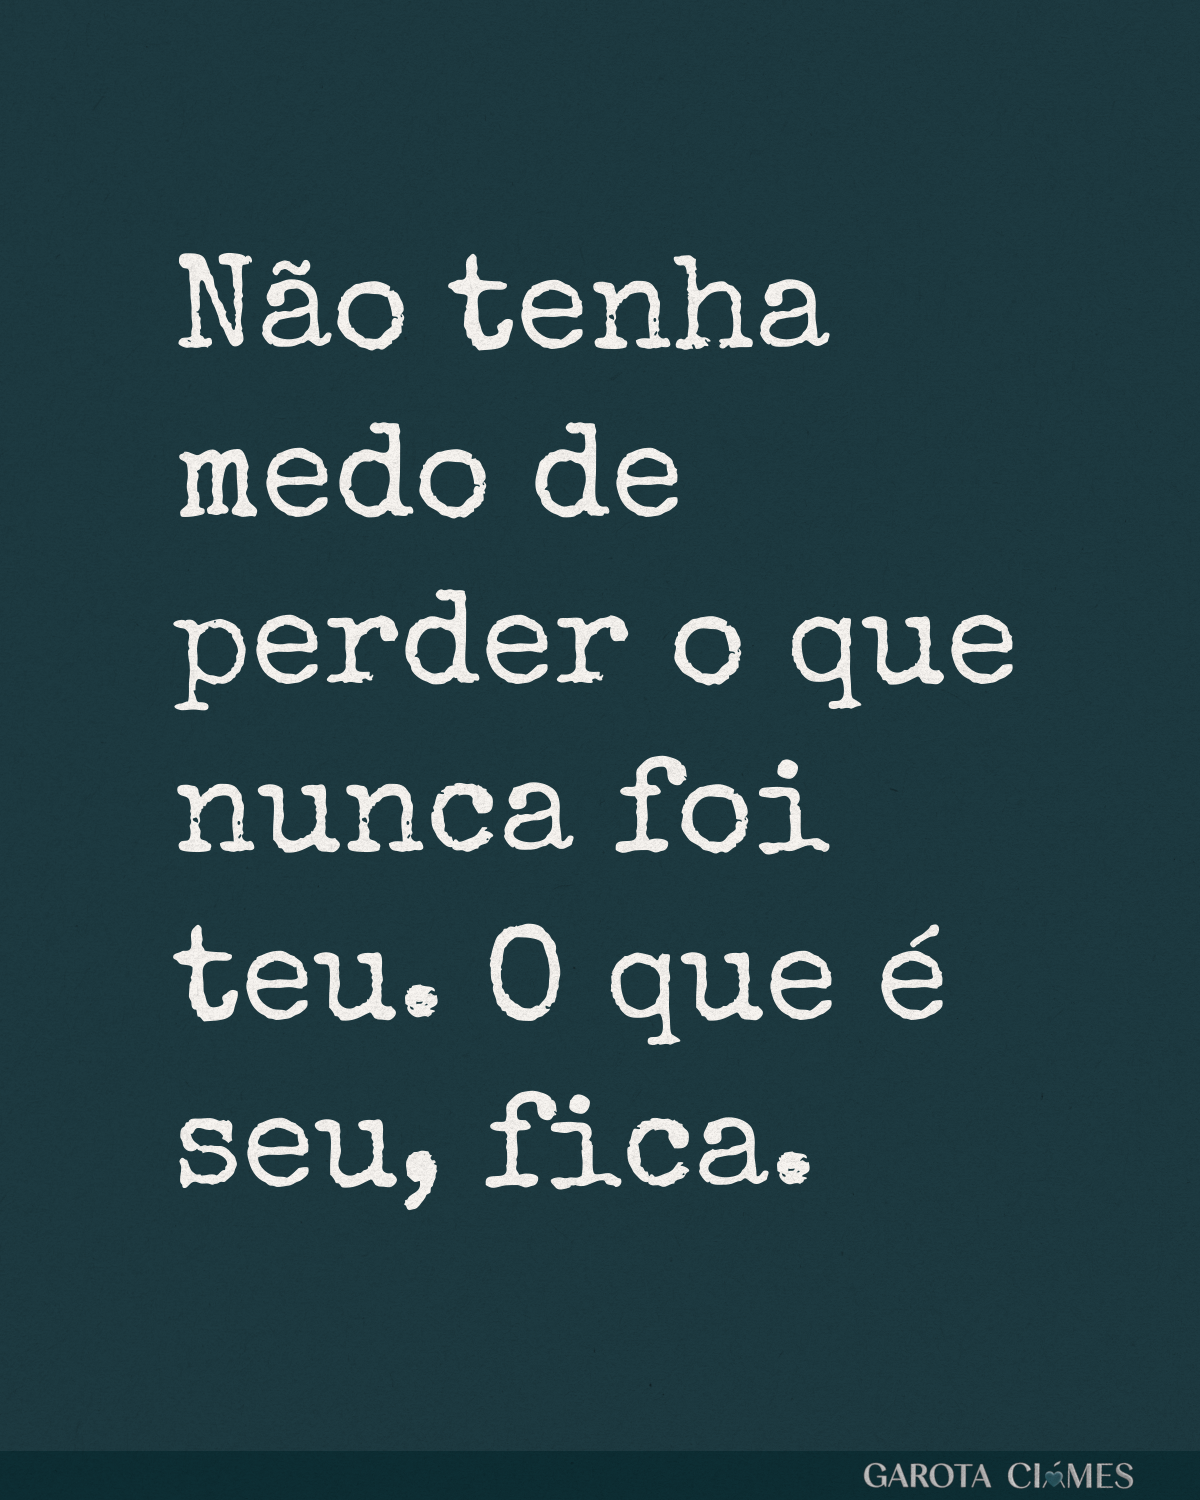 Não tenha
medo de
perder o que
nunca foi
teu. O que é
seu, fica.
GAROTA CIÚMES